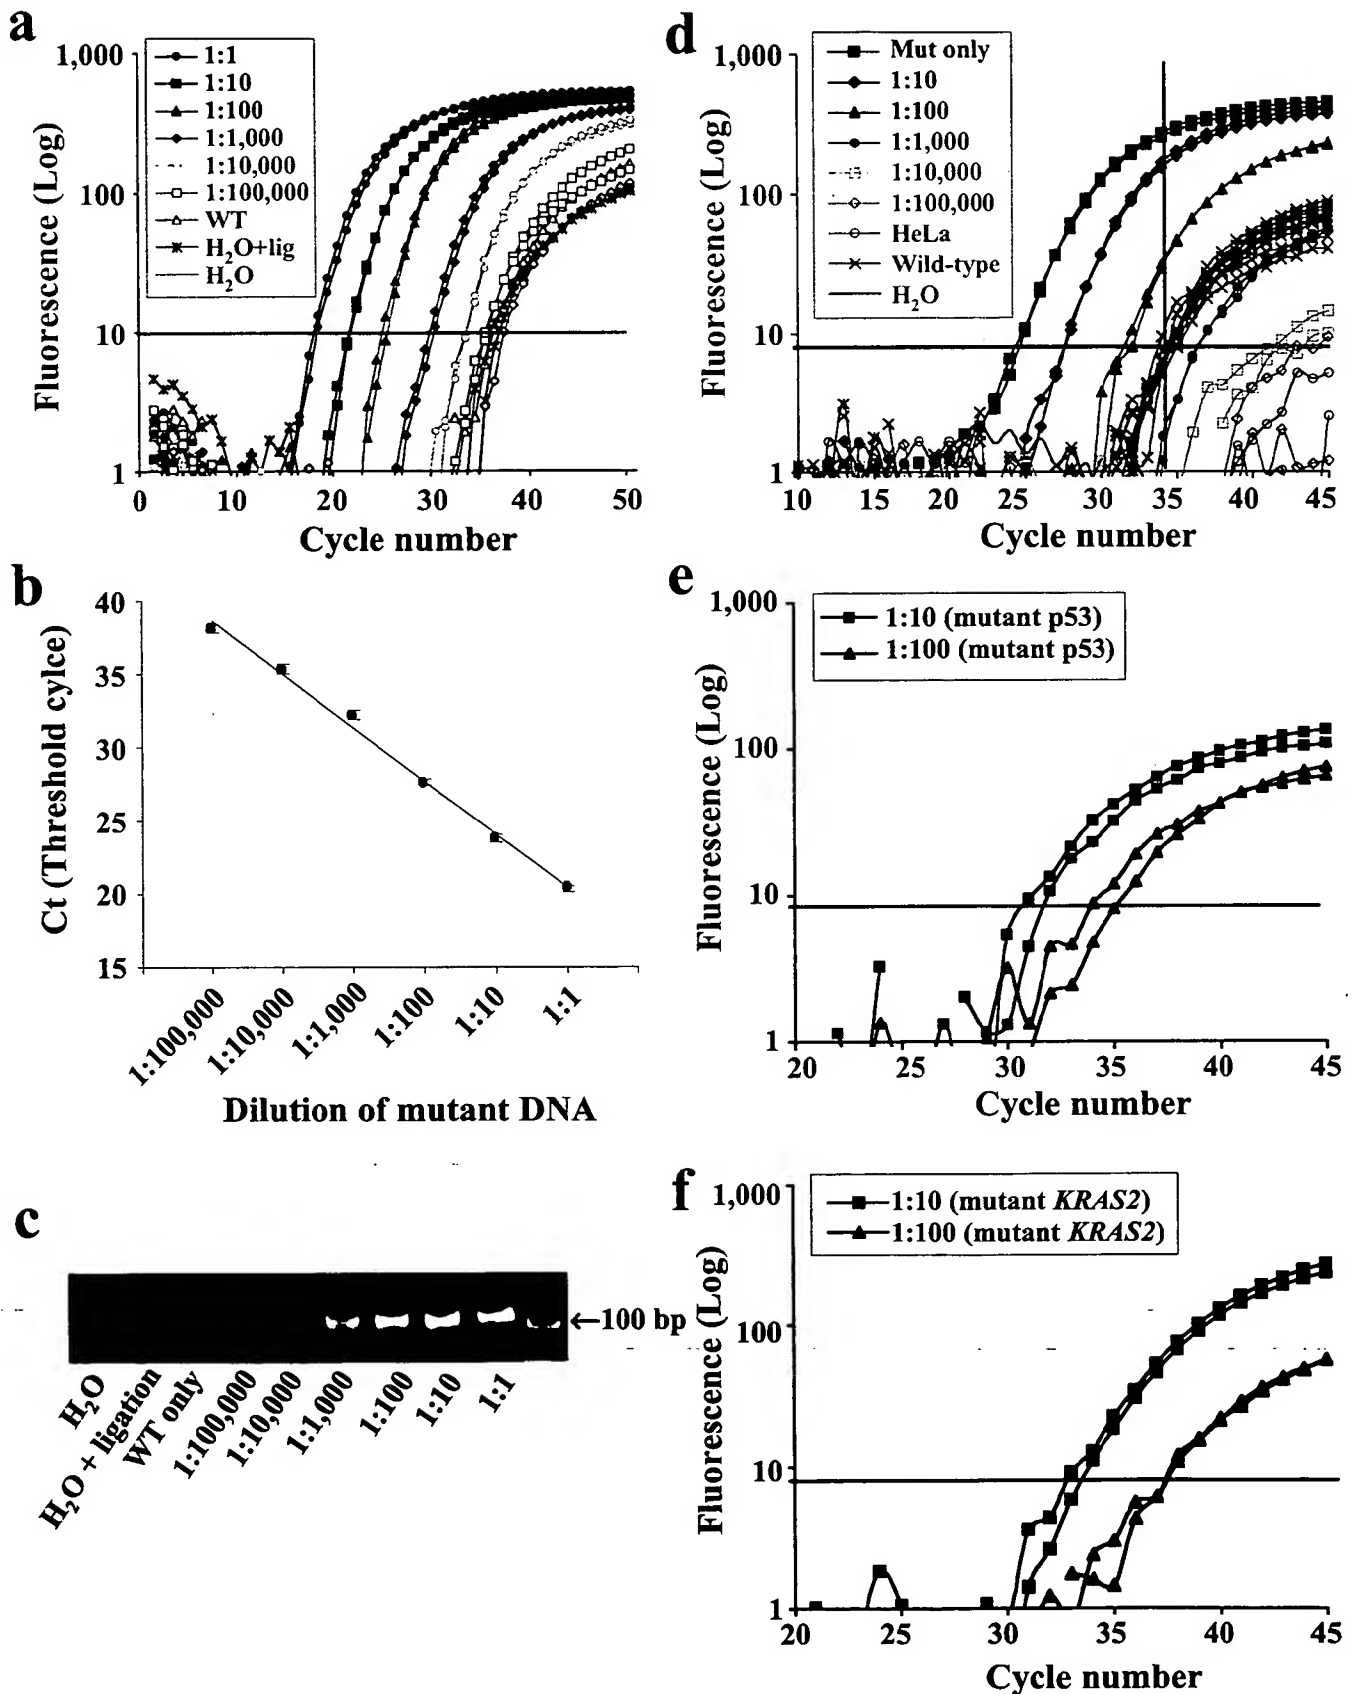 a
1:1
1:10
1:100
1:1,000
1:10,000
1:100,000
WT
H₂O+lig
H₂O
1,000
100
10
1
Fluorescence (Log)
0 10 20 30 40 50
Cycle number
b
40
35
30
25
20
15
Ct (Threshold cylce)
1:100,000
1:10,000
1:1,000
1:100
1:10
1:1
Dilution of mutant DNA
c
←100 bp
H₂O
H₂O + ligation
WT only
1:100,000
1:10,000
1:1,000
1:100
1:10
1:1
d
Mut only
1:10
1:100
1:1,000
1:10,000
1:100,000
HeLa
Wild-type
H₂O
1,000
100
10
1
Fluorescence (Log)
10 15 20 25 30 35 40 45
Cycle number
e
1:10 (mutant p53)
1:100 (mutant p53)
1,000
100
10
1
Fluorescence (Log)
20 25 30 35 40 45
Cycle number
f
1:10 (mutant KRAS2)
1:100 (mutant KRAS2)
1,000
100
10
1
Fluorescence (Log)
20 25 30 35 40 45
Cycle number